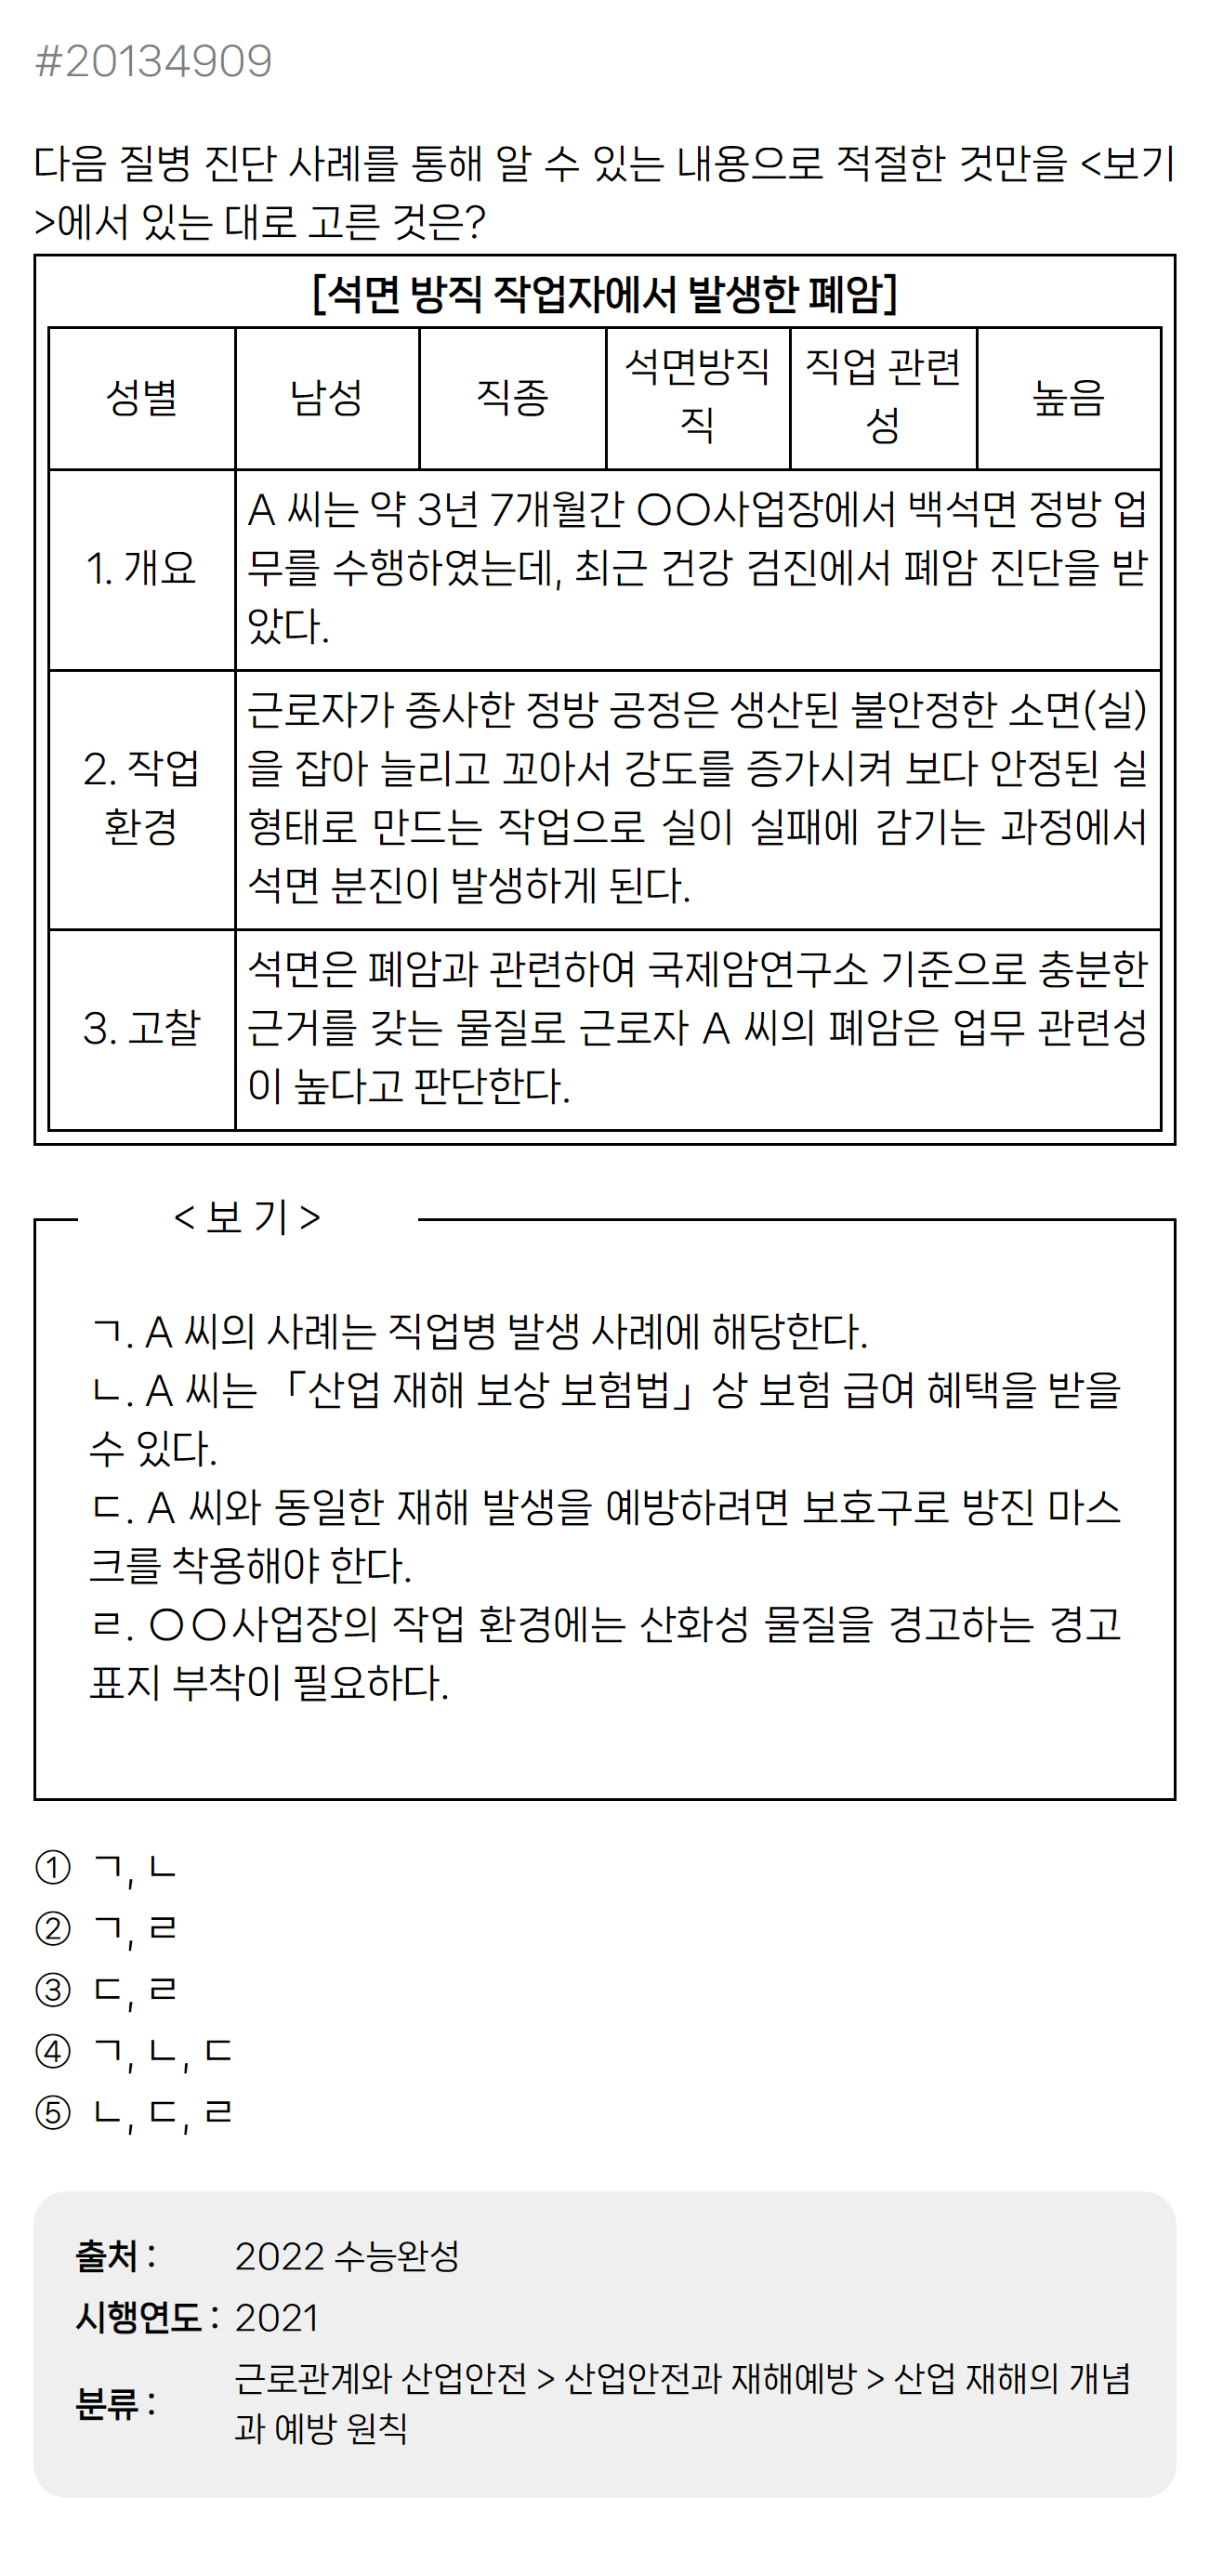 #20134909
다음 질병 진단 사례를 통해 알 수 있는 내용으로 적절한 것만을 <보기
>에서 있는 대로 고른 것은?
[석면 방직 작업자에서 발생한 폐암]
성별 남성 직종 석면방직직 직업 관련성 높음
1. 개요
A 씨는 약 3년 7개월간 〇〇사업장에서 백석면 정방 업
무를 수행하였는데, 최근 건강 검진에서 폐암 진단을 받
았다.
2. 작업
환경
근로자가 종사한 정방 공정은 생산된 불안정한 소면(실)
을 잡아 늘리고 꼬아서 강도를 증가시켜 보다 안정된 실
형태로 만드는 작업으로 실이 실패에 감기는 과정에서
석면 분진이 발생하게 된다.
3. 고찰
석면은 폐암과 관련하여 국제암연구소 기준으로 충분한
근거를 갖는 물질로 근로자 A 씨의 폐암은 업무 관련성
이 높다고 판단한다.
< 보 기 >
ㄱ. A 씨의 사례는 직업병 발생 사례에 해당한다.
ㄴ. A 씨는 「산업 재해 보상 보험법」상 보험 급여 혜택을 받을
수 있다.
ㄷ. A 씨와 동일한 재해 발생을 예방하려면 보호구로 방진 마스
크를 착용해야 한다.
ㄹ. 〇〇사업장의 작업 환경에는 산화성 물질을 경고하는 경고
표지 부착이 필요하다.
① ㄱ, ㄴ
② ㄱ, ㄹ
③ ㄷ, ㄹ
④ ㄱ, ㄴ, ㄷ
⑤ ㄴ, ㄷ, ㄹ
출처 : 2022 수능완성
시행연도 : 2021
분류 : 근로관계와 산업안전 > 산업안전과 재해예방 > 산업 재해의 개념
과 예방 원칙